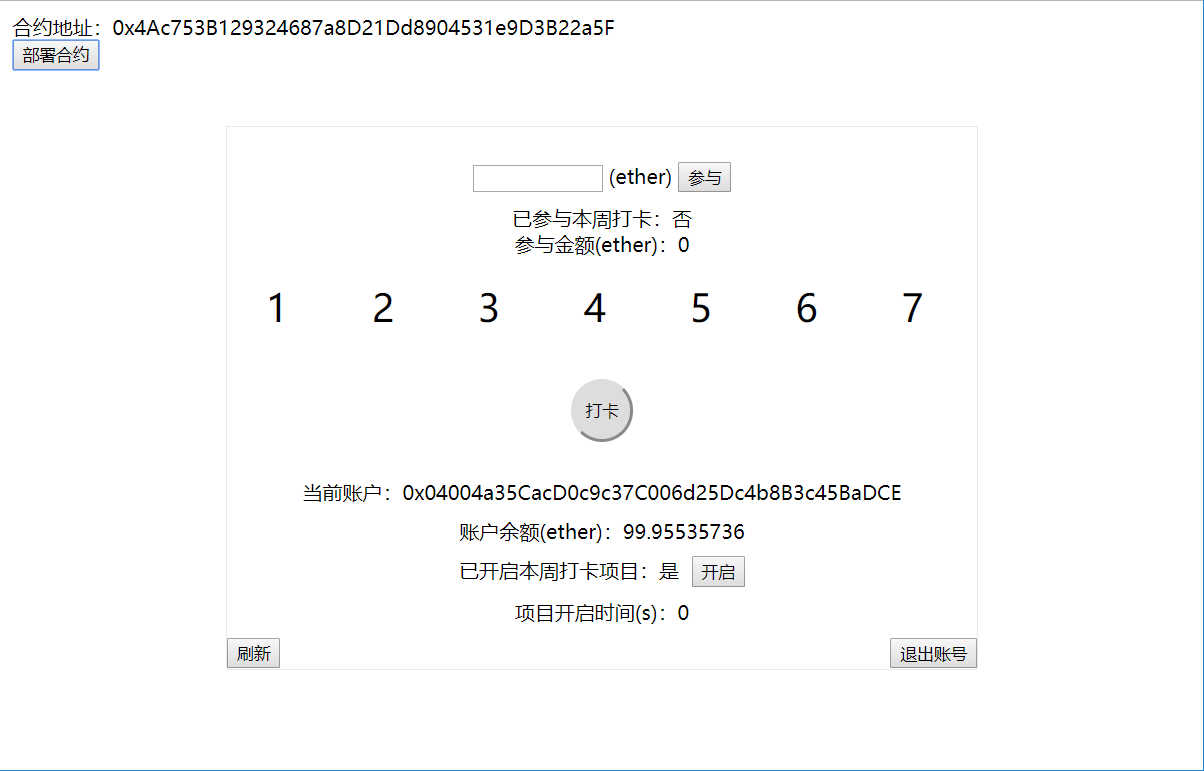 合约地址：0x4Ac753B129324687a8D21Dd8904531e9D3B22a5F
部署合约
(ether) 参与
已参与本周打卡：否
参与金额(ether)：0
1 2 3 4 5 6 7
打卡
当前账户：0x04004a35CacD0c9c37C006d25Dc4b8B3c45BaDCE
账户余额(ether)：99.95535736
已开启本周打卡项目：是 开启
项目开启时间(s)：0
刷新 退出账号